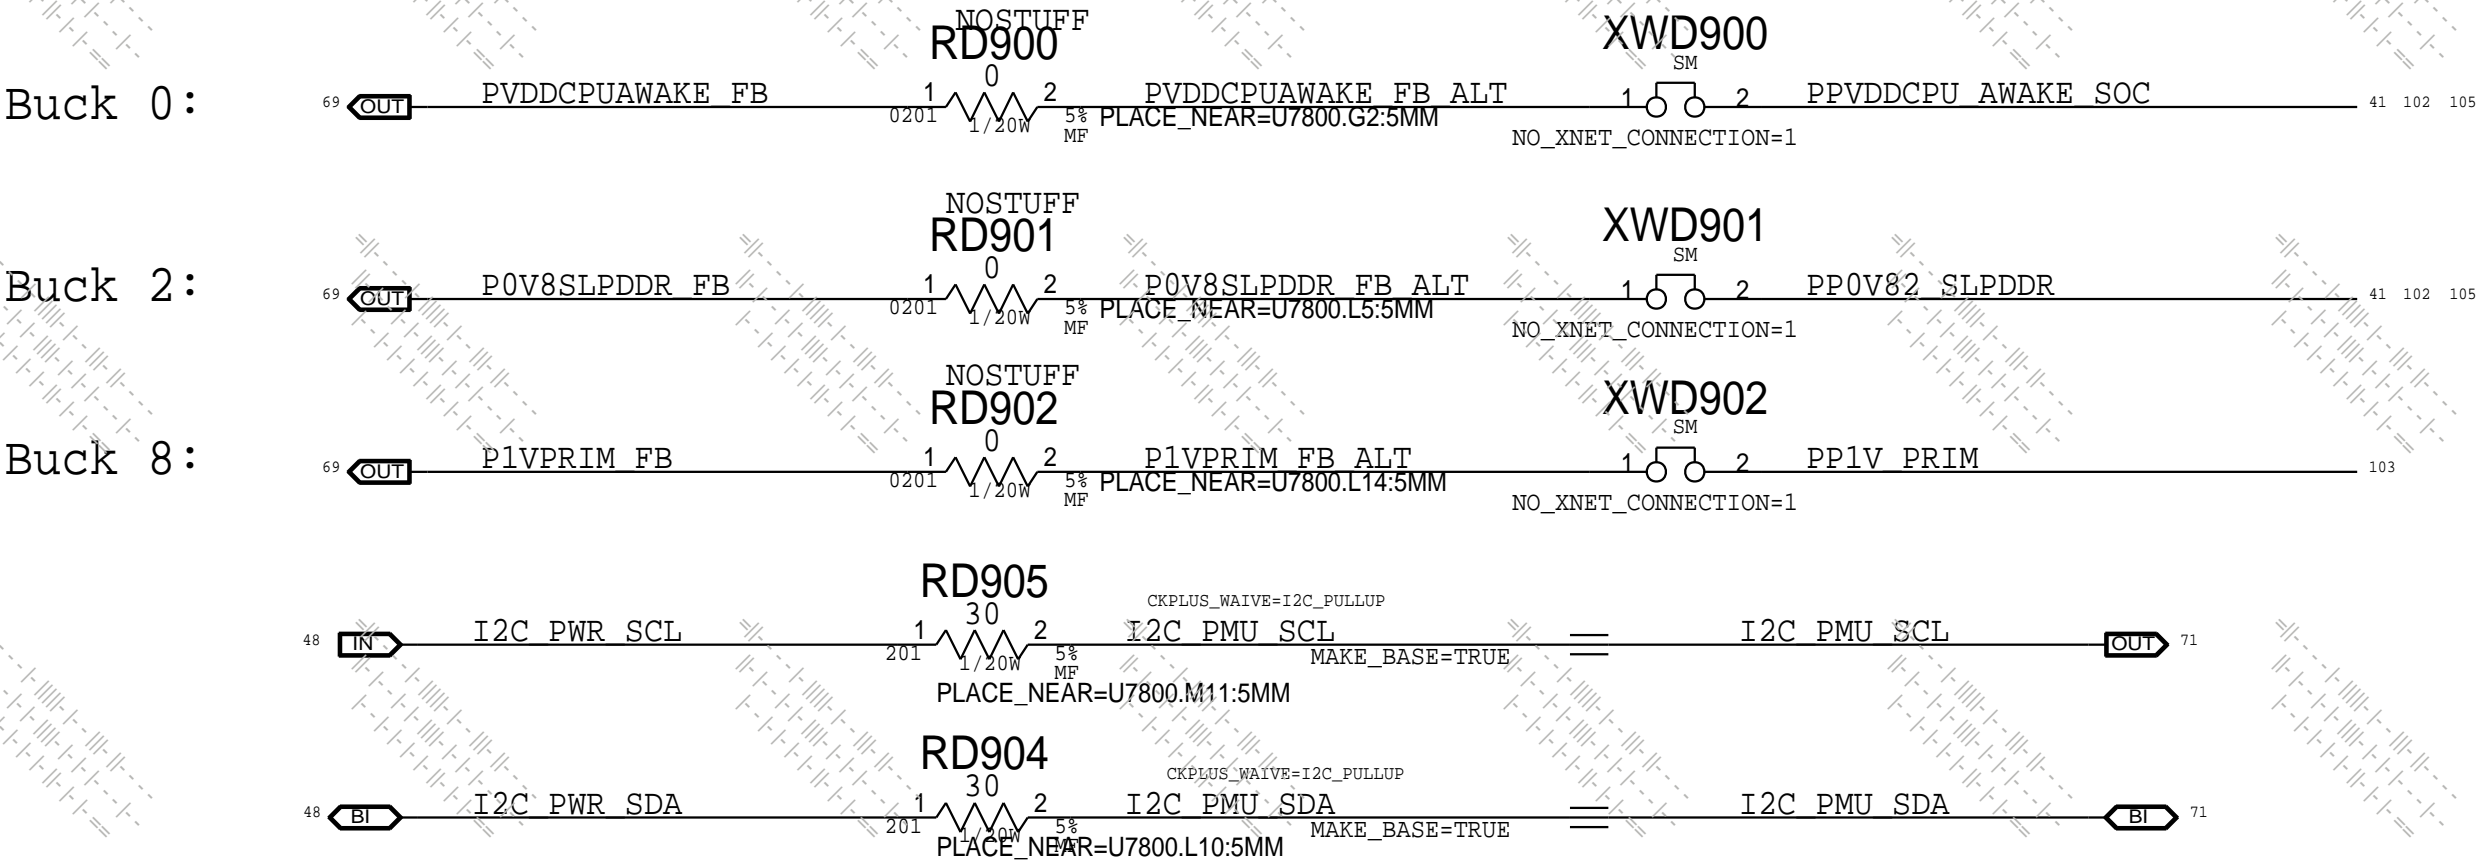 NOSTUFF
RD900
XWD900
0
SM
Buck 0:
69 OUT PVDDCPUAWAKE_FB 1 2 PVDDCPUAWAKE_FB_ALT 1 2 PPVDDCPU_AWAKE_SOC 41 102 105
0201 1/20W 5% PLACE_NEAR=U7800.G2:5MM
MF NO_XNET_CONNECTION=1
NOSTUFF
RD901
XWD901
0
SM
Buck 2:
69 OUT P0V8SLPDDR_FB 1 2 P0V8SLPDDR_FB_ALT 1 2 PP0V82_SLPDDR 41 102 105
0201 1/20W 5% PLACE_NEAR=U7800.L5:5MM
MF NO_XNET_CONNECTION=1
NOSTUFF
RD902
XWD902
0
SM
Buck 8:
69 OUT P1VPRIM_FB 1 2 P1VPRIM_FB_ALT 1 2 PP1V_PRIM 103
0201 1/20W 5% PLACE_NEAR=U7800.L14:5MM
MF NO_XNET_CONNECTION=1
RD905
30
CKPLUS_WAIVE=I2C_PULLUP
48 IN I2C_PWR_SCL 1 2 I2C_PMU_SCL I2C_PMU_SCL OUT 71
201 1/20W 5% MAKE_BASE=TRUE
MF
PLACE_NEAR=U7800.M11:5MM
RD904
30
CKPLUS_WAIVE=I2C_PULLUP
48 BI I2C_PWR_SDA 1 2 I2C_PMU_SDA I2C_PMU_SDA BI 71
201 1/20W 5% MAKE_BASE=TRUE
MF
PLACE_NEAR=U7800.L10:5MM